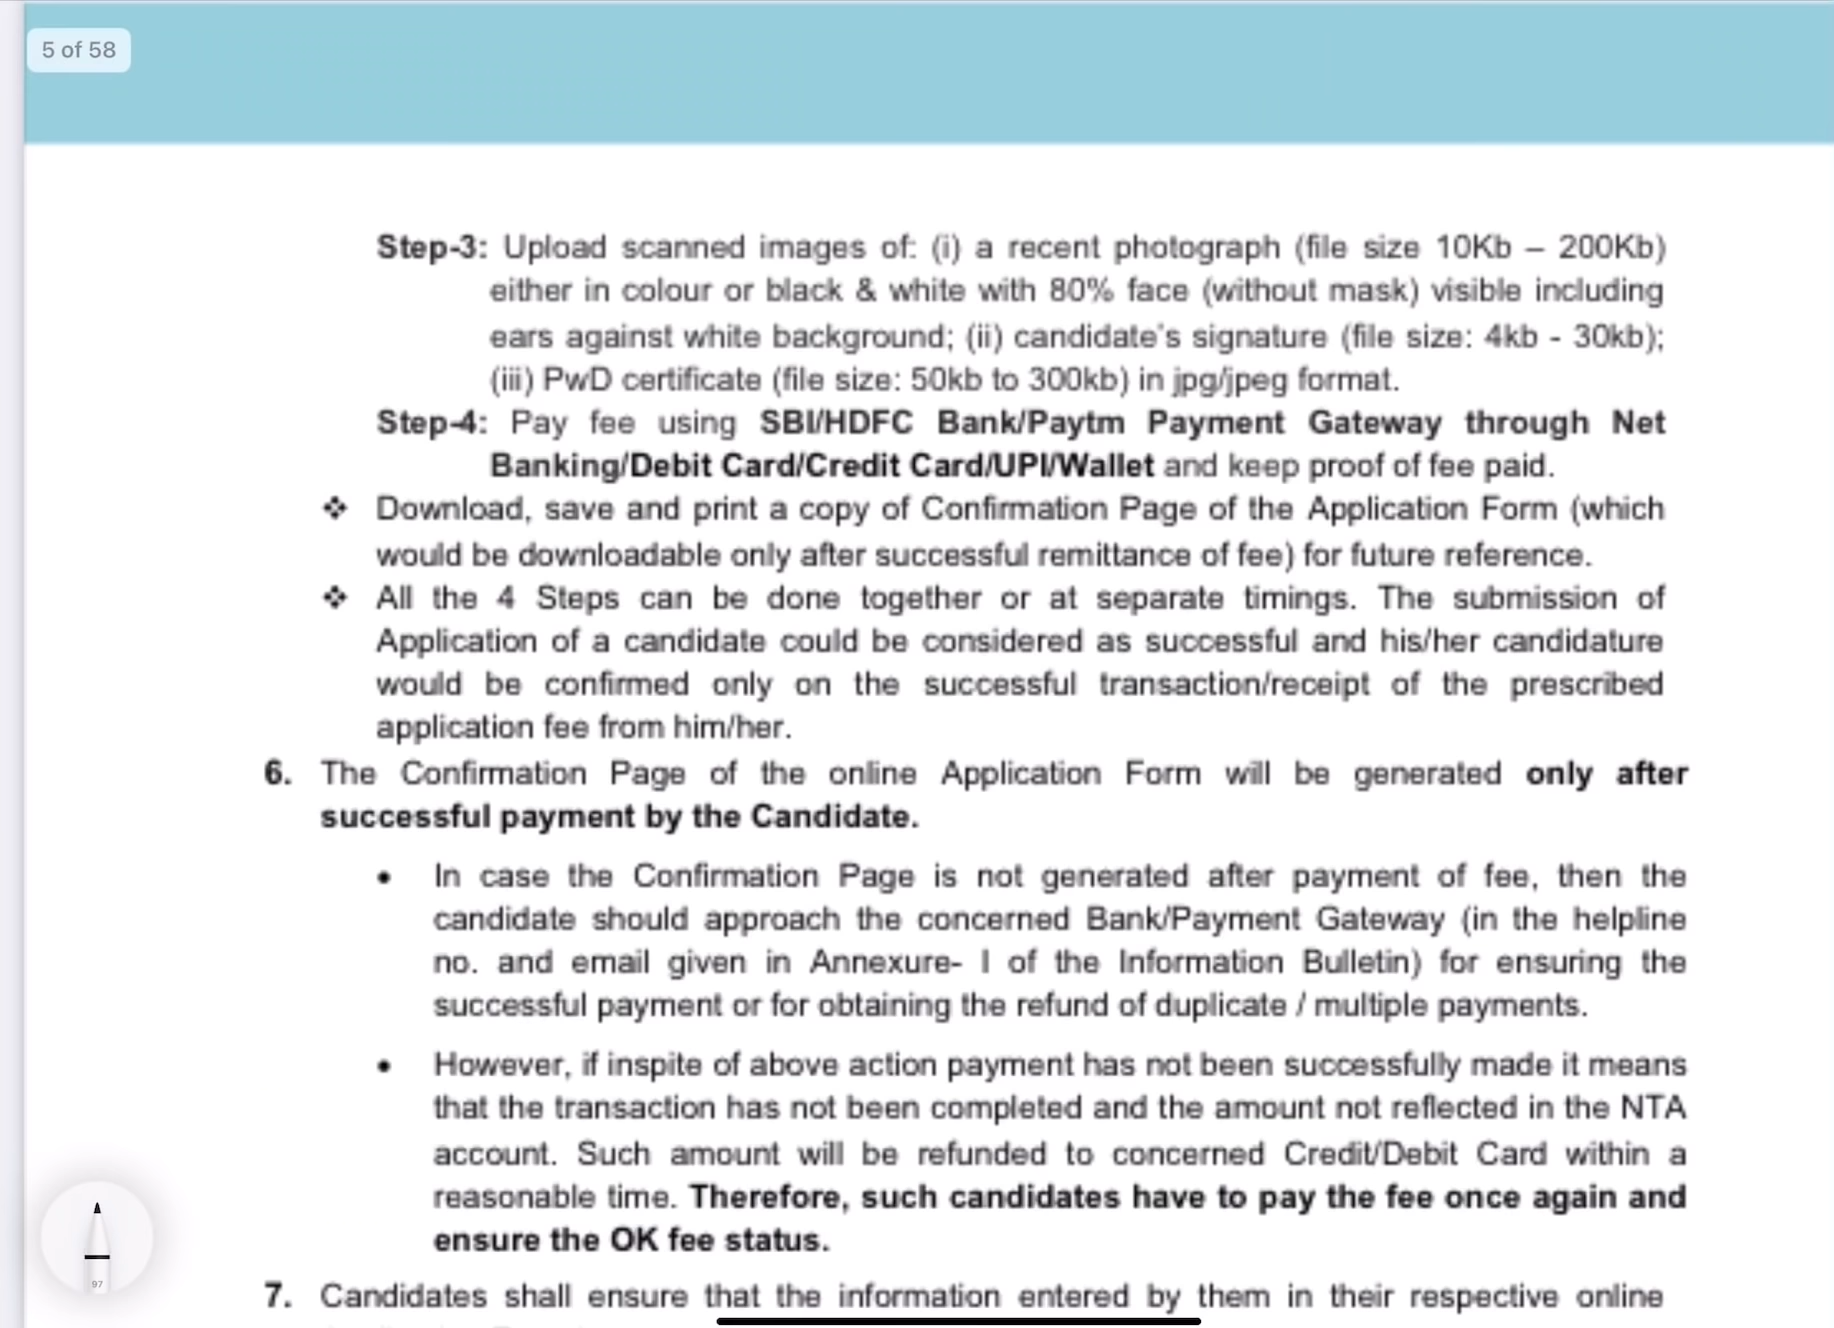 5 of 58
Step-3: Upload scanned images of: (i) a recent photograph (file size 10Kb – 200Kb)
either in colour or black & white with 80% face (without mask) visible including
ears against white background; (ii) candidate's signature (file size: 4kb - 30kb);
(iii) PwD certificate (file size: 50kb to 300kb) in jpg/jpeg format.
Step-4: Pay fee using SBI/HDFC Bank/Paytm Payment Gateway through Net
Banking/Debit Card/Credit Card/UPI/Wallet and keep proof of fee paid.
❖ Download, save and print a copy of Confirmation Page of the Application Form (which
would be downloadable only after successful remittance of fee) for future reference.
❖ All the 4 Steps can be done together or at separate timings. The submission of
Application of a candidate could be considered as successful and his/her candidature
would be confirmed only on the successful transaction/receipt of the prescribed
application fee from him/her.
6. The Confirmation Page of the online Application Form will be generated only after
successful payment by the Candidate.
• In case the Confirmation Page is not generated after payment of fee, then the
candidate should approach the concerned Bank/Payment Gateway (in the helpline
no. and email given in Annexure- I of the Information Bulletin) for ensuring the
successful payment or for obtaining the refund of duplicate / multiple payments.
• However, if inspite of above action payment has not been successfully made it means
that the transaction has not been completed and the amount not reflected in the NTA
account. Such amount will be refunded to concerned Credit/Debit Card within a
reasonable time. Therefore, such candidates have to pay the fee once again and
ensure the OK fee status.
97
7. Candidates shall ensure that the information entered by them in their respective online